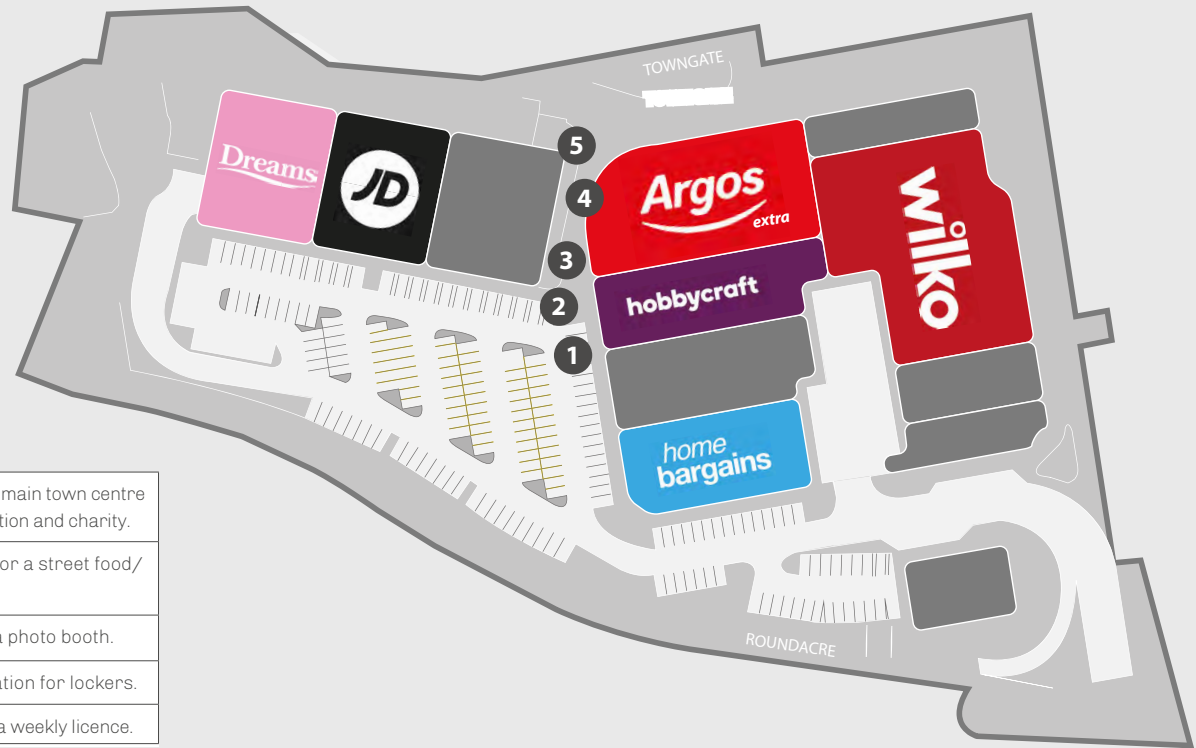 TOWNGATE
Dreams
JD
5
4
3
2
1
Argos
extra
wilko
hobbycraft
home
bargains
ROUNDACRE
main town centre
tion and charity.
or a street food/
a photo booth.
ation for lockers.
a weekly licence.